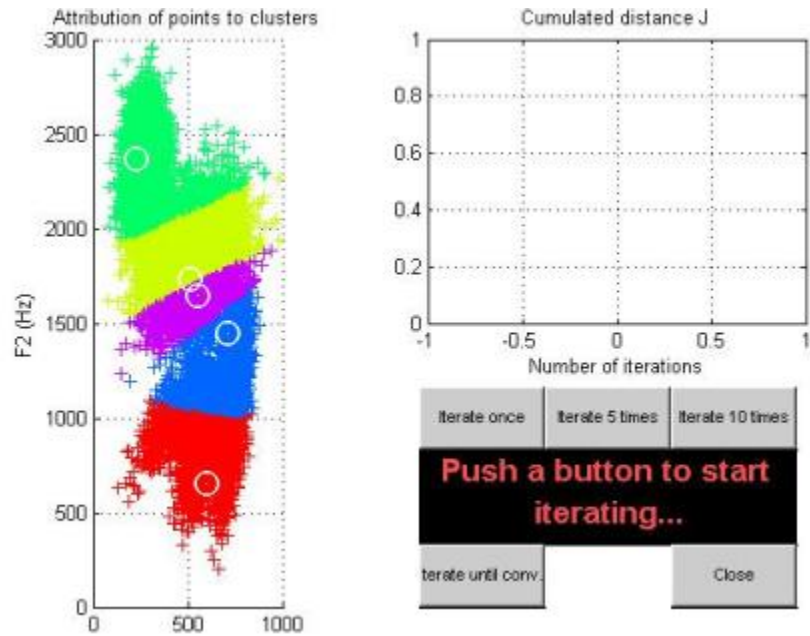 Attribution of points to clusters
3000
2500
2000
1500
1000
500
0
F2 (Hz)
0 500 1000
Cumulated distance J
1
0.8
0.6
0.4
0.2
0
-1 -0.5 0 0.5 1
Number of iterations
Iterate once Iterate 5 times Iterate 10 times
Push a button to start
iterating...
terate until conv. Close